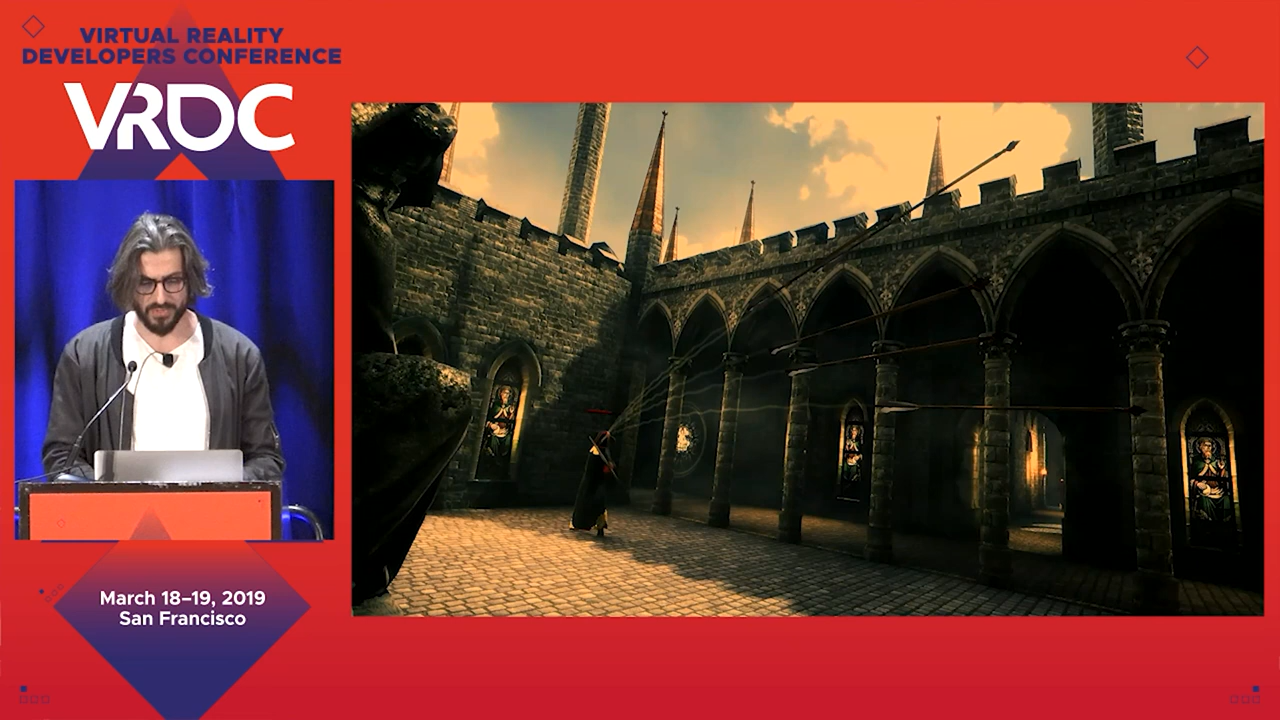 VIRTUAL REALITY
DEVELOPERS CONFERENCE
VRDC
March 18–19, 2019
San Francisco